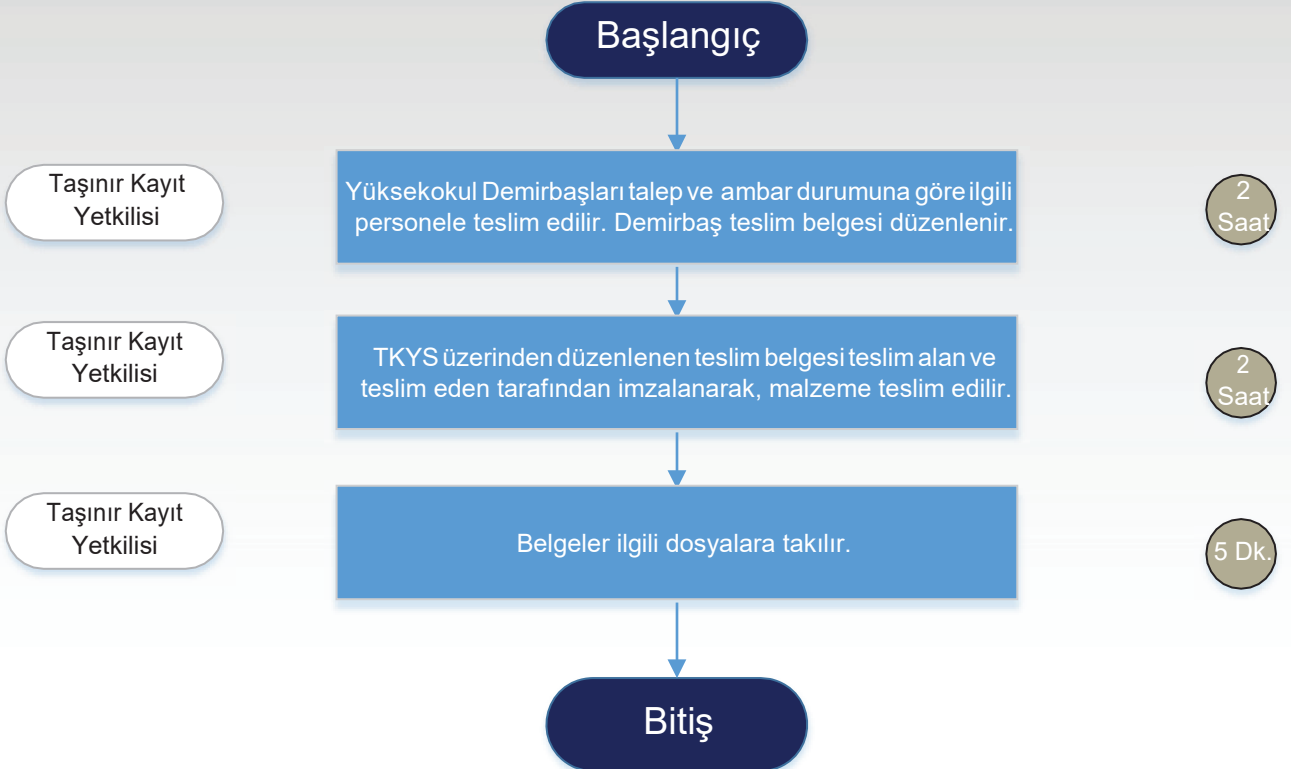 Başlangıç
Taşınır Kayıt
Yetkilisi
Yüksekokul Demirbaşları talep ve ambar durumuna göre ilgili
personele teslim edilir. Demirbaş teslim belgesi düzenlenir.
2
Saat
Taşınır Kayıt
Yetkilisi
TKYS üzerinden düzenlenen teslim belgesi teslim alan ve
teslim eden tarafından imzalanarak, malzeme teslim edilir.
2
Saat
Taşınır Kayıt
Yetkilisi
Belgeler ilgili dosyalara takılır.
5 Dk.
Bitiş